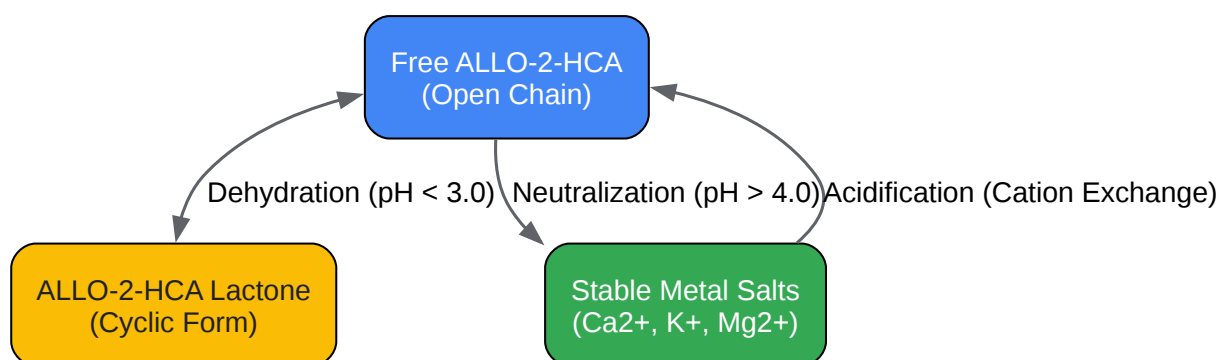 Free ALLO-2-HCA
(Open Chain)
Dehydration (pH < 3.0)
Neutralization (pH > 4.0)
Acidification (Cation Exchange)
ALLO-2-HCA Lactone
(Cyclic Form)
Stable Metal Salts
(Ca2+, K+, Mg2+)